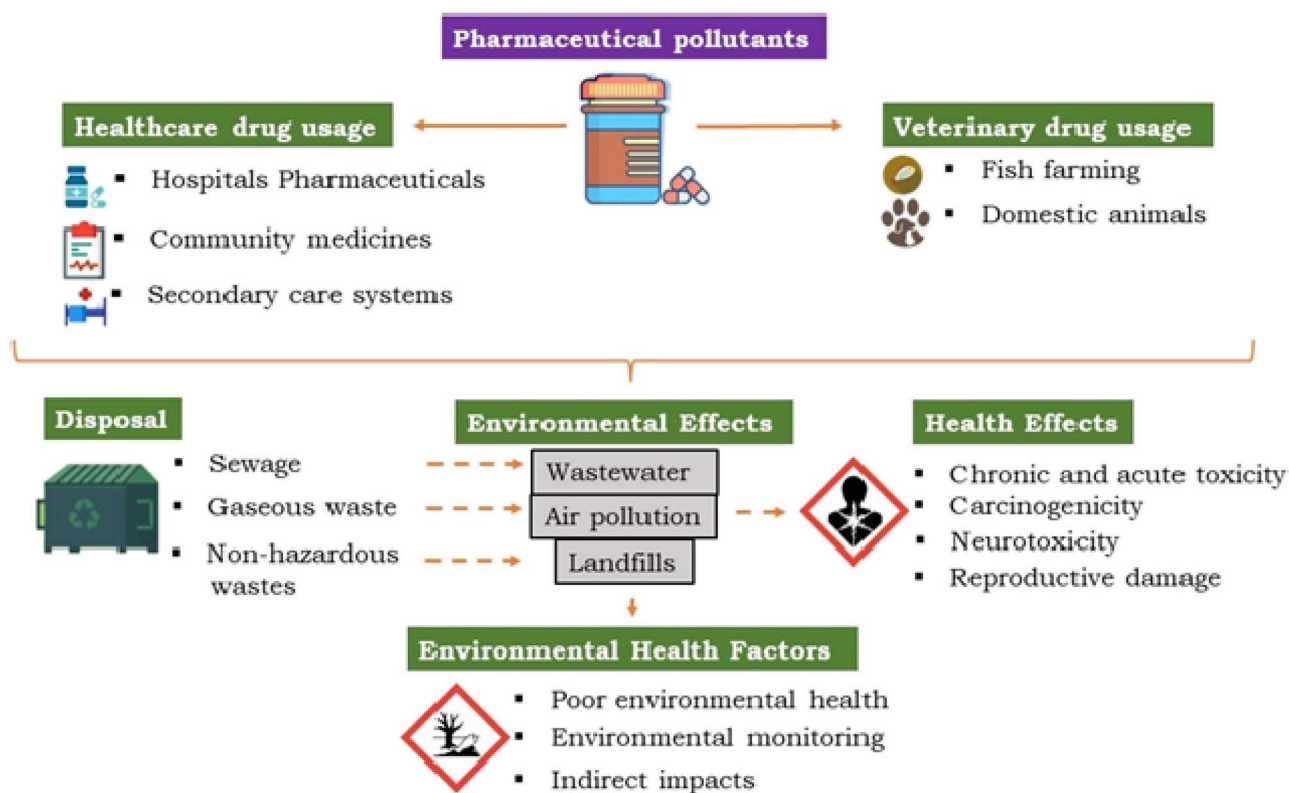 Pharmaceutical pollutants
Healthcare drug usage
Hospitals Pharmaceuticals
Community medicines
Secondary care systems
Veterinary drug usage
Fish farming
Domestic animals
Disposal
Sewage
Gaseous waste
Non-hazardous
wastes
Environmental Effects
Wastewater
Air pollution
Landfills
Health Effects
Chronic and acute toxicity
Carcinogenicity
Neurotoxicity
Reproductive damage
Environmental Health Factors
Poor environmental health
Environmental monitoring
Indirect impacts